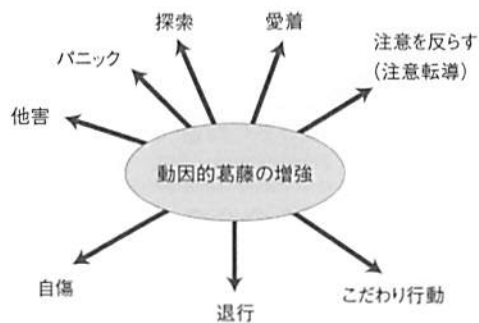 探索
愛着
注意を反らす
(注意転導)
パニック
他害
動因的葛藤の増強
自傷
退行
こだわり行動